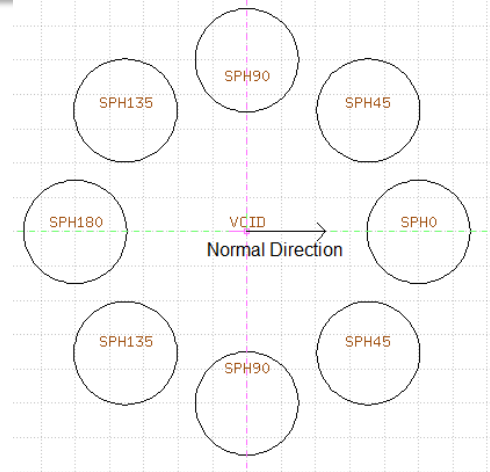 SPH90
SPH135
SPH45
SPH180
VOID
SPH0
Normal Direction
SPH135
SPH45
SPH90